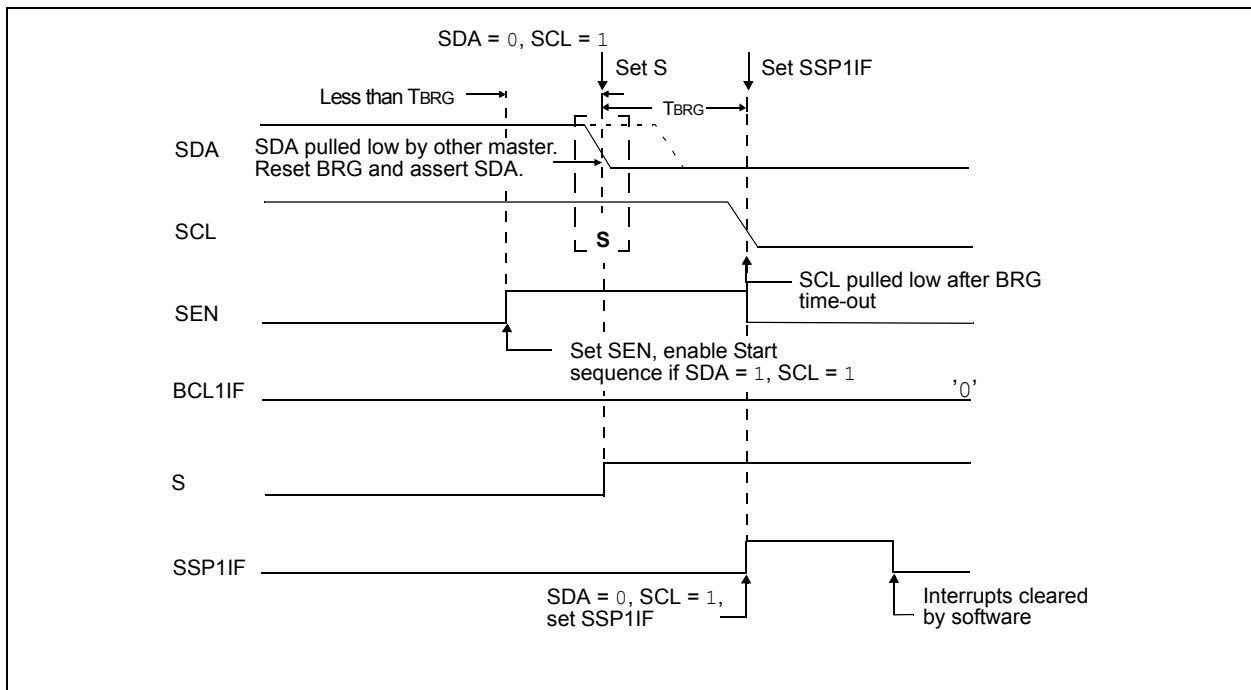 SDA = 0, SCL = 1
Set S
Set SSP1IF
Less than TBRG
TBRG
SDA
SDA pulled low by other master.
Reset BRG and assert SDA.
SCL
S
SCL pulled low after BRG
time-out
SEN
Set SEN, enable Start
sequence if SDA = 1, SCL = 1
BCL1IF
'0'
S
SSP1IF
SDA = 0, SCL = 1,
set SSP1IF
Interrupts cleared
by software